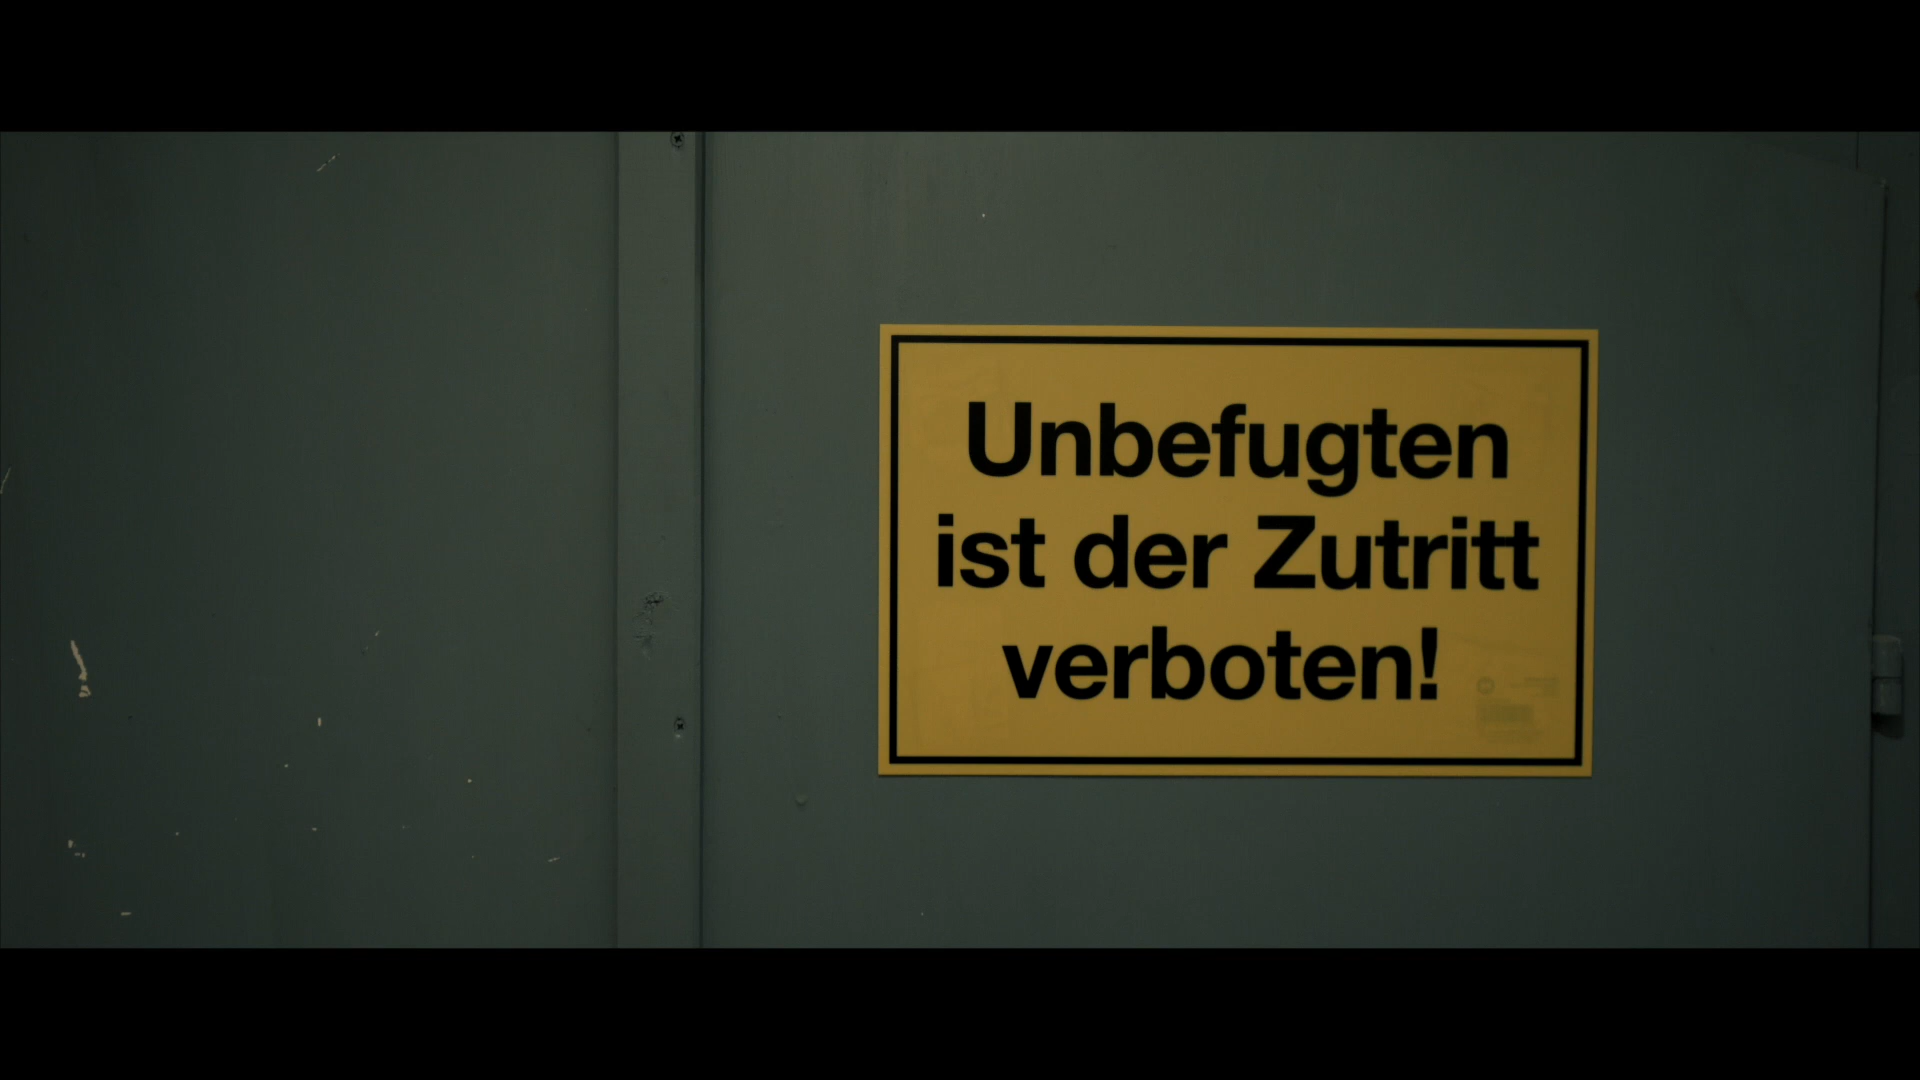 Unbefugten
ist der Zutritt
verboten!